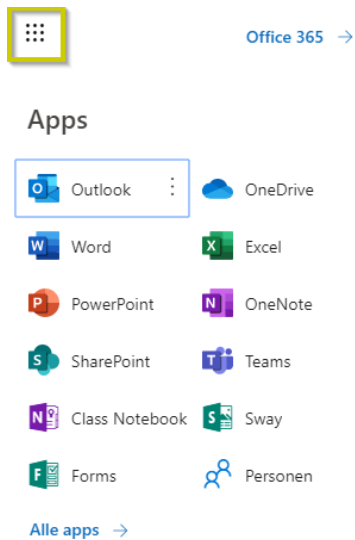 Office 365 →
Apps
Outlook
OneDrive
Word
Excel
PowerPoint
OneNote
SharePoint
Teams
Class Notebook
Sway
Forms
Personen
Alle apps →